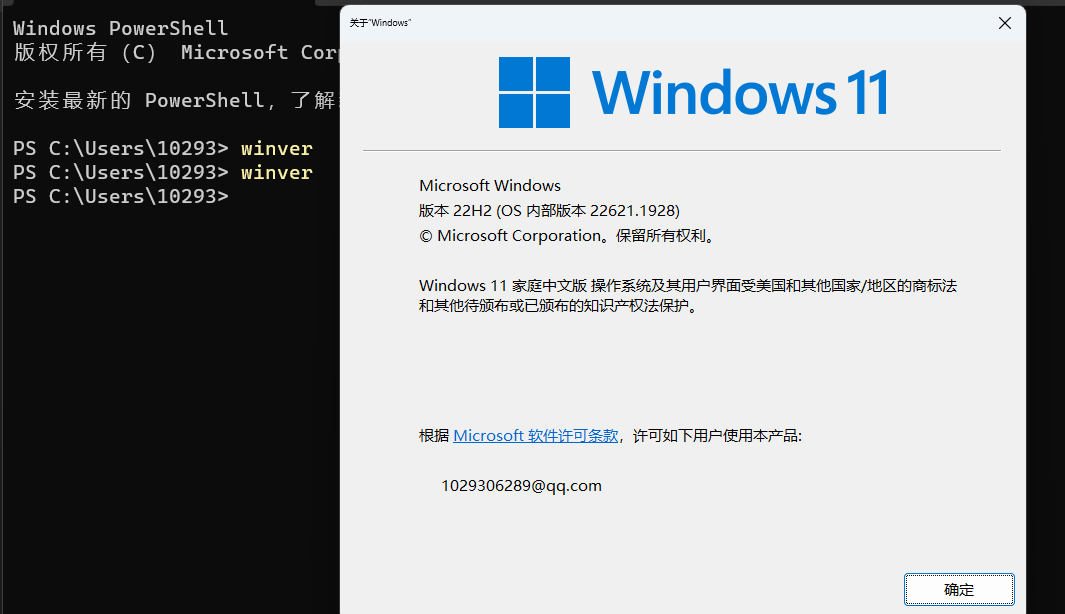 Windows PowerShell
版权所有（C） Microsoft Corp
安装最新的 PowerShell，了解
PS C:\Users\10293> winver
PS C:\Users\10293> winver
PS C:\Users\10293>
关于“Windows”
Windows 11
Microsoft Windows
版本 22H2 (OS 内部版本 22621.1928)
© Microsoft Corporation。保留所有权利。
Windows 11 家庭中文版 操作系统及其用户界面受美国和其他国家/地区的商标法
和其他待颁布或已颁布的知识产权法保护。
根据 Microsoft 软件许可条款，许可如下用户使用本产品:
1029306289@qq.com
确定